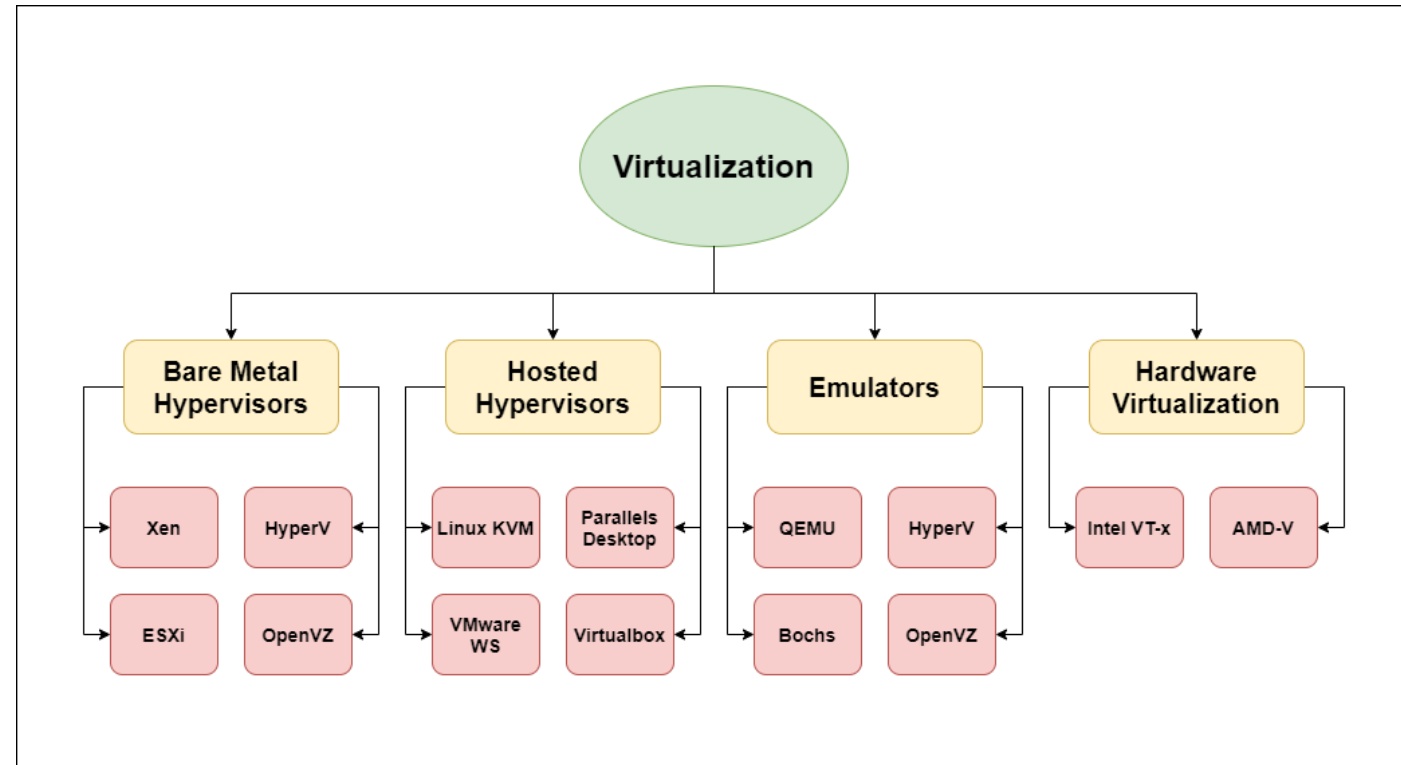 Virtualization
Bare Metal
Hypervisors
Hosted
Hypervisors
Emulators
Hardware
Virtualization
Xen
HyperV
Linux KVM
Parallels
Desktop
QEMU
HyperV
Intel VT-x
AMD-V
ESXi
OpenVZ
VMware
WS
Virtualbox
Bochs
OpenVZ